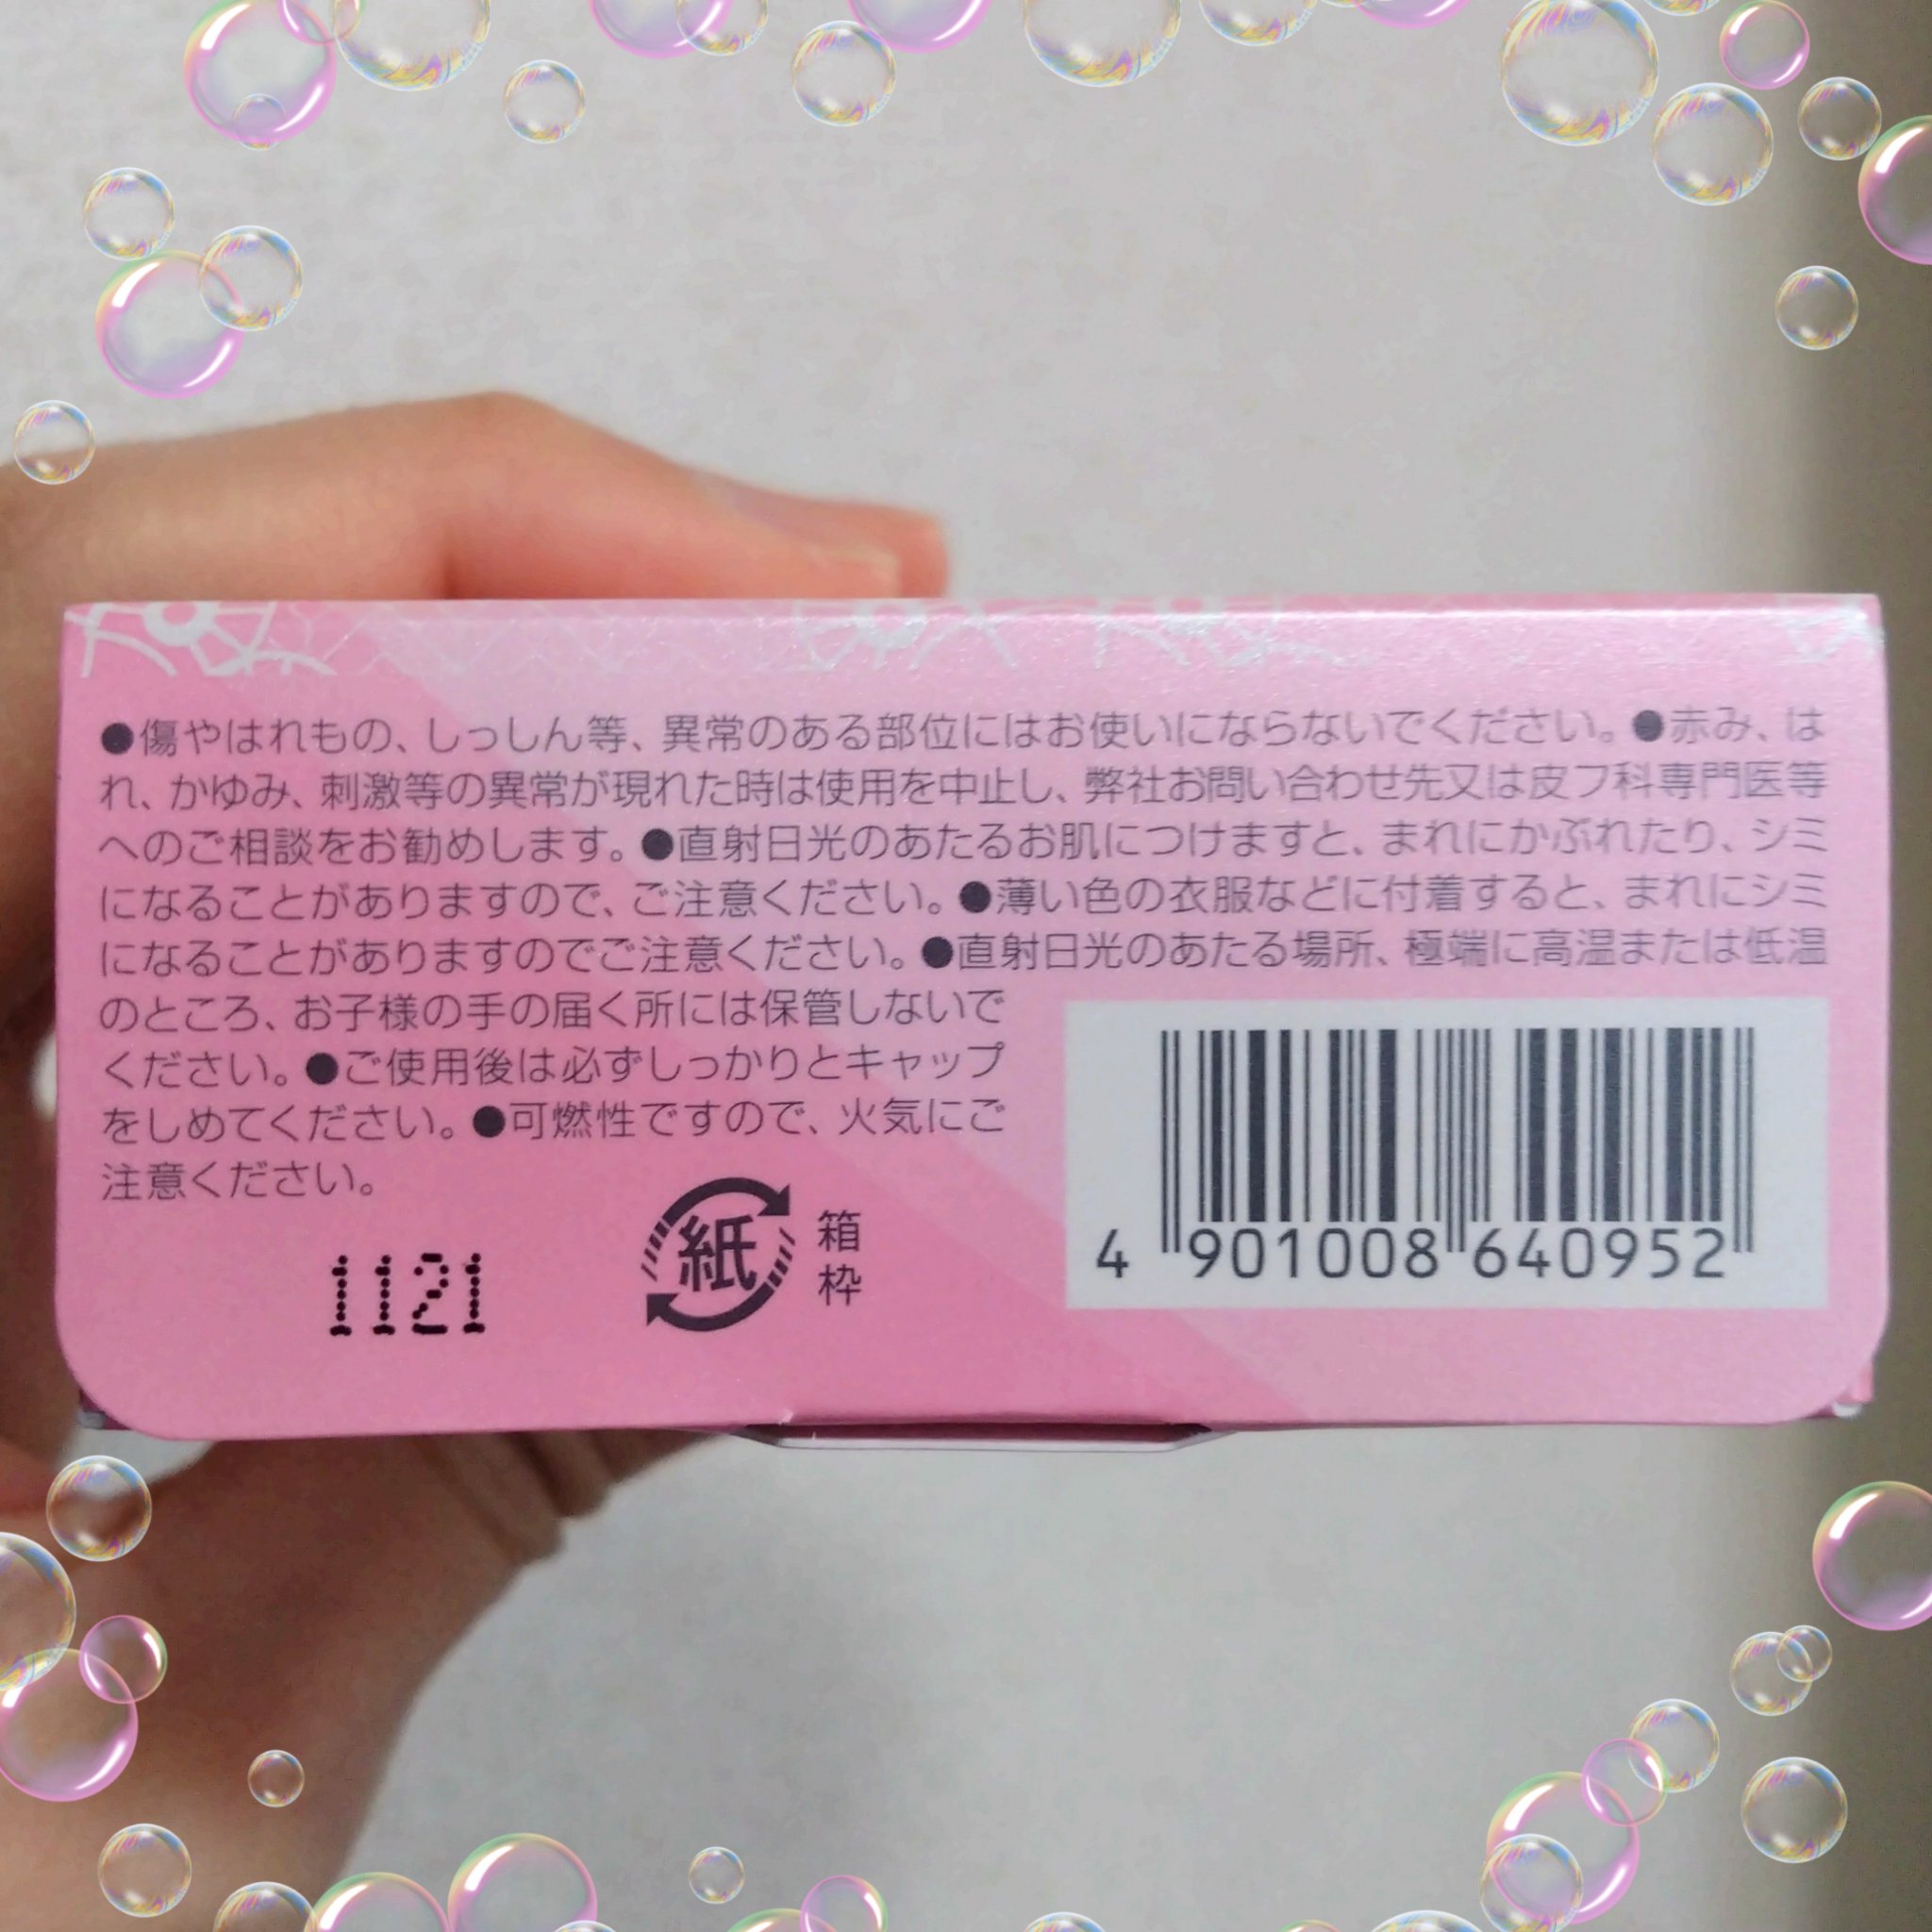 ●傷やはれもの、しっしん等、異常のある部位にはお使いにならないでください。●赤み、は
れ、かゆみ、刺激等の異常が現れた時は使用を中止し、弊社お問い合わせ先又は皮フ科専門医等
へのご相談をお勧めします。●直射日光のあたるお肌につけますと、まれにかぶれたり、シミ
になることがありますので、ご注意ください。●薄い色の衣服などに付着すると、まれにシミ
になることがありますのでご注意ください。●直射日光のあたる場所、極端に高温または低温
のところ、お子様の手の届く所には保管しないで
ください。●ご使用後は必ずしっかりとキャップ
をしめてください。●可燃性ですので、火気にご
注意ください。
1121
紙
箱
枠
4 901008 640952